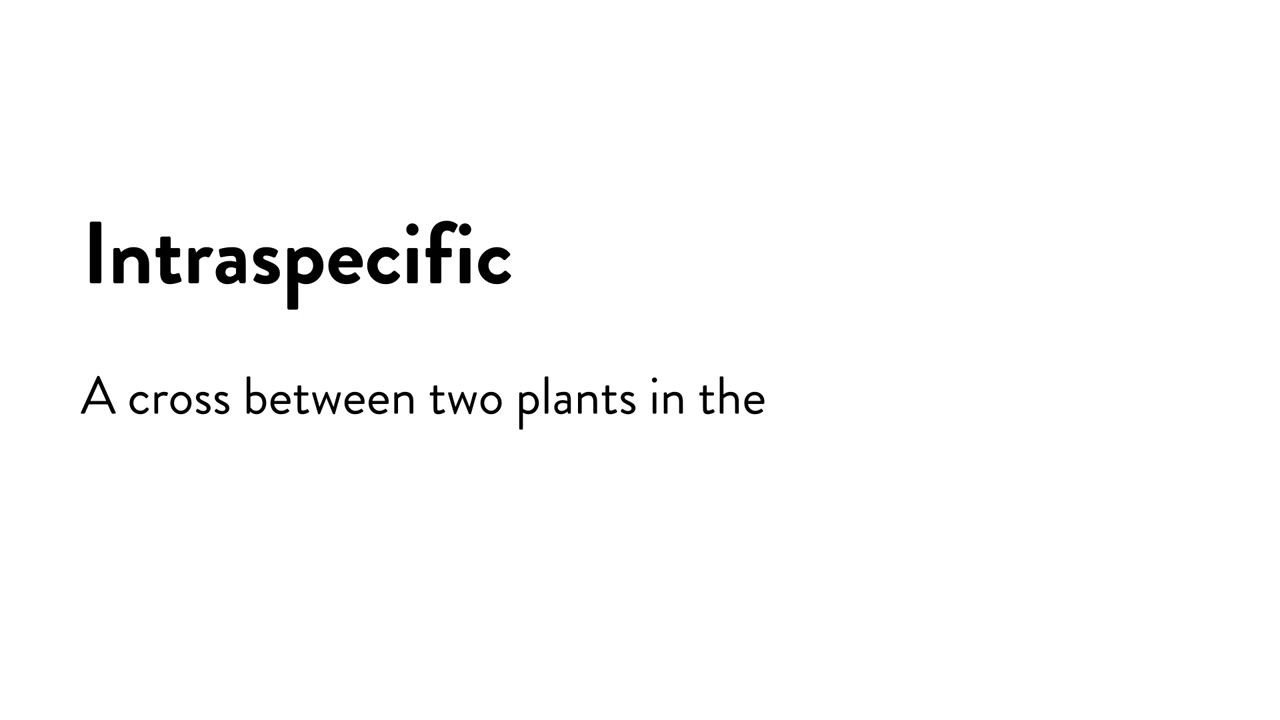 Intraspecific
A cross between two plants in the